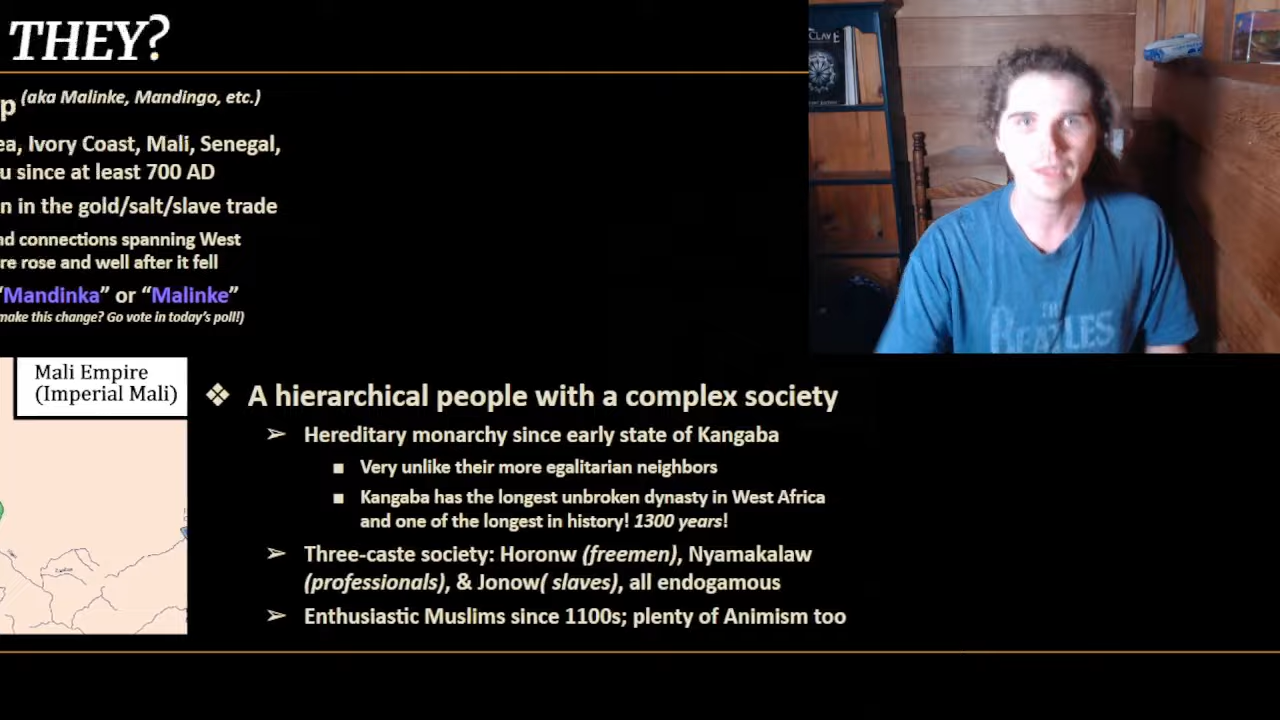 THEY?
p (aka Malinke, Mandingo, etc.)
ea, Ivory Coast, Mali, Senegal,
u since at least 700 AD
n in the gold/salt/slave trade
nd connections spanning West
re rose and well after it fell
“Mandinka” or “Malinke”
make this change? Go vote in today’s poll!)
Mali Empire
(Imperial Mali)
❖ A hierarchical people with a complex society
➢ Hereditary monarchy since early state of Kangaba
■ Very unlike their more egalitarian neighbors
■ Kangaba has the longest unbroken dynasty in West Africa
and one of the longest in history! 1300 years!
➢ Three-caste society: Horonw (freemen), Nyamakalaw
(professionals), & Jonow( slaves), all endogamous
➢ Enthusiastic Muslims since 1100s; plenty of Animism too
CLAVE
THE
BEATLES